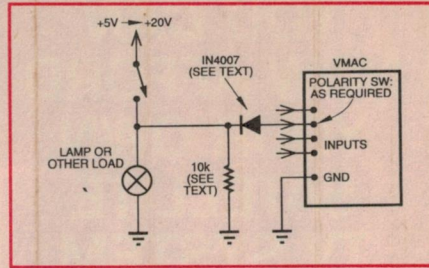 +5V → +20V
IN4007
(SEE TEXT)
VMAC
POLARITY SW:
AS REQUIRED
INPUTS
LAMP OR
OTHER LOAD
10k
(SEE
TEXT)
GND